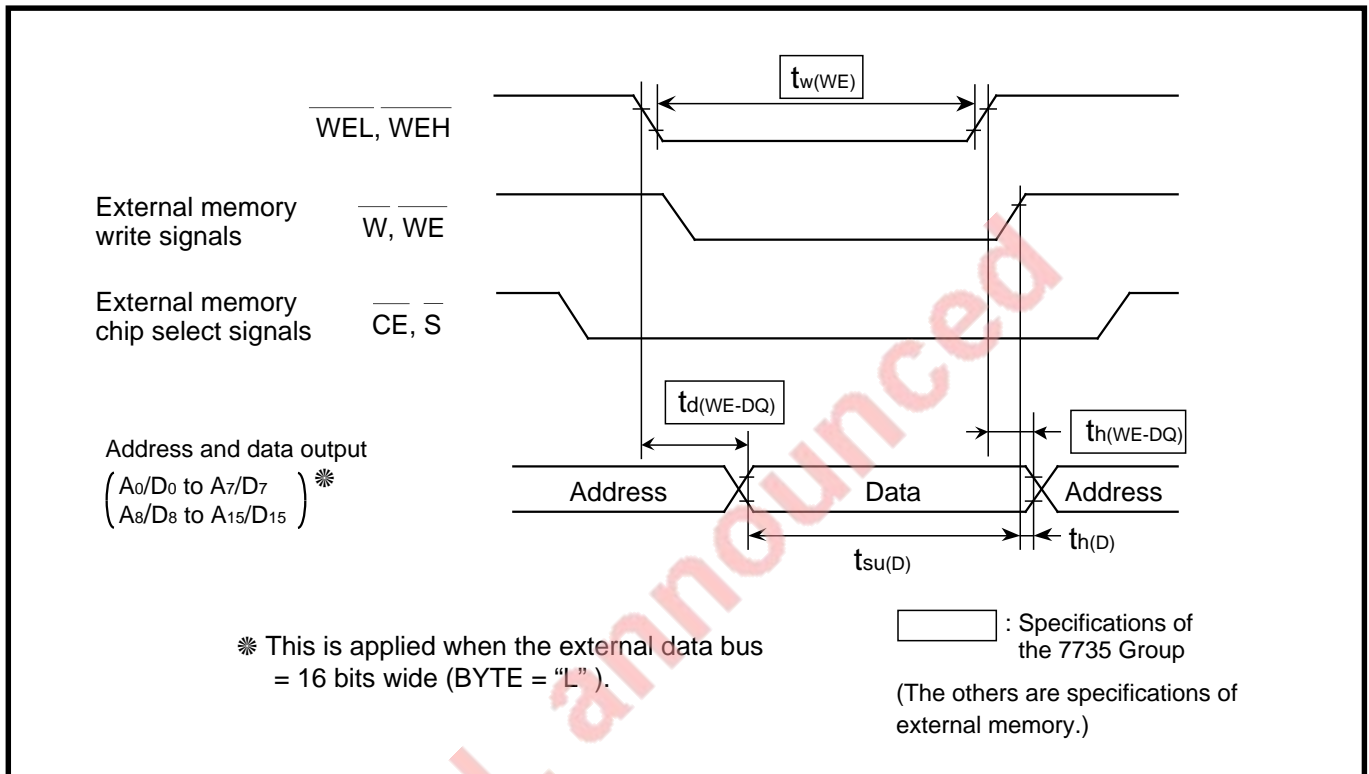 tw(WE)
WEL, WEH
External memory
write signals
W, WE
External memory
chip select signals
CE, S
td(WE-DQ)
th(WE-DQ)
Address and data output
A0/D0 to A7/D7
A8/D8 to A15/D15
※
Address
Data
Address
tsu(D)
th(D)
※ This is applied when the external data bus
= 16 bits wide (BYTE = “L” ).
: Specifications of
the 7735 Group
(The others are specifications of
external memory.)
announced